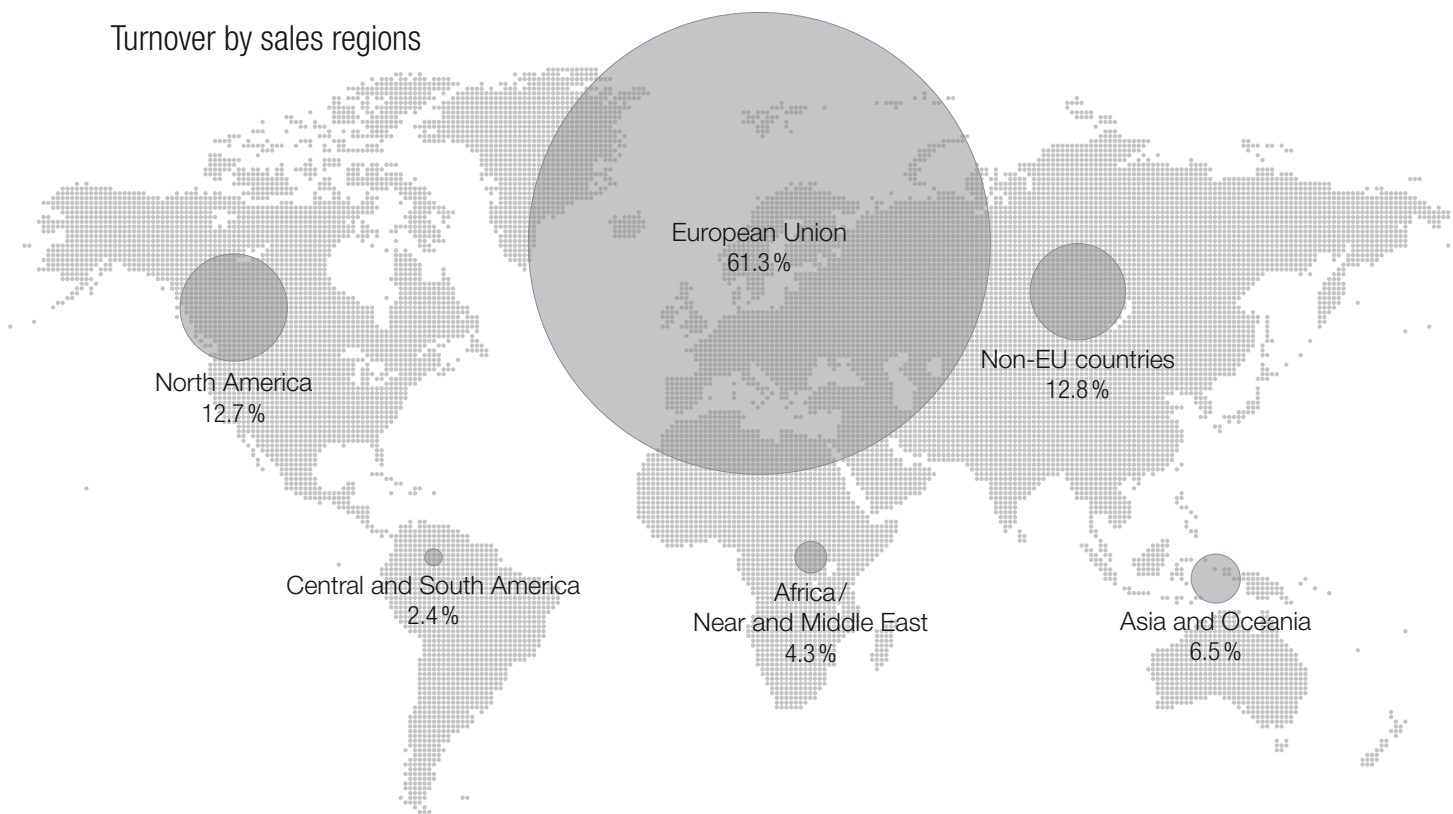 Turnover by sales regions
European Union
61.3 %
Non-EU countries
12.8 %
North America
12.7 %
Central and South America
2.4 %
Africa /
Near and Middle East
4.3 %
Asia and Oceania
6.5 %